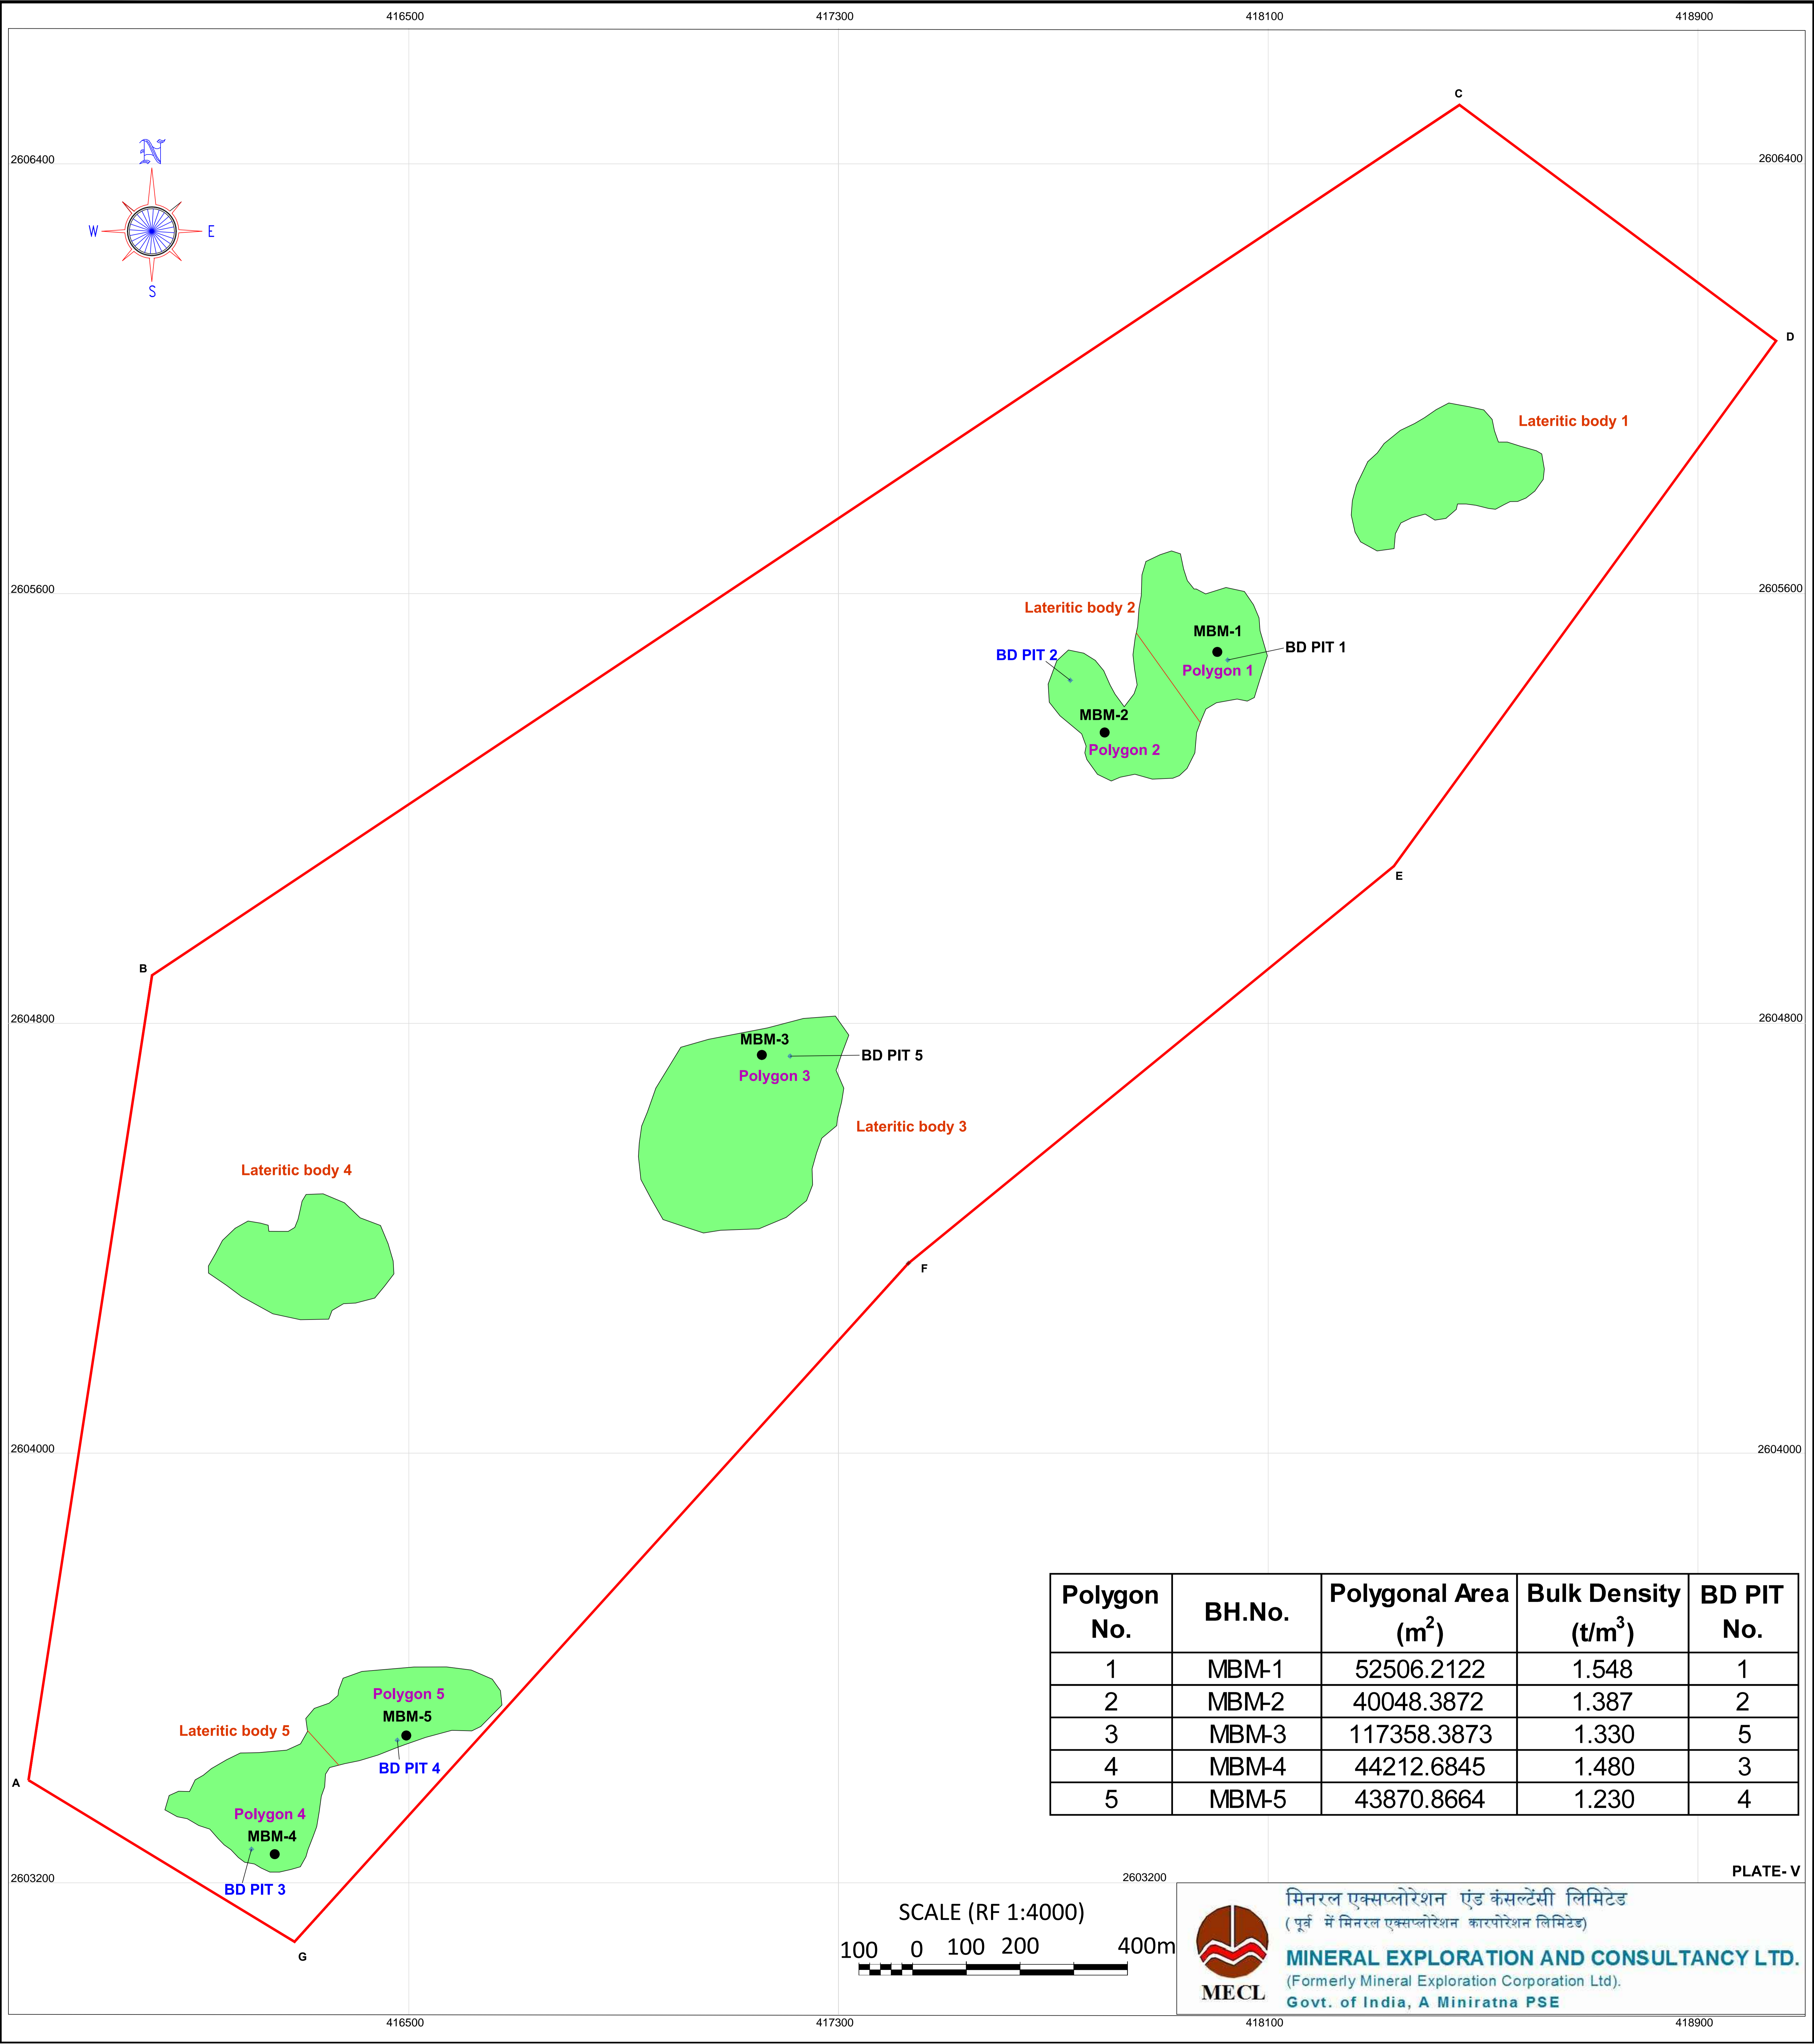 416500 417300 418100 418900
C
N
2606400 2606400
W E
S
D
Lateritic body 1
2605600 2605600
Lateritic body 2
MBM-1
BD PIT 1
BD PIT 2
Polygon 1
MBM-2
Polygon 2
E
B
2604800 2604800
MBM-3
BD PIT 5
Polygon 3
Lateritic body 3
Lateritic body 4
F
2604000 2604000
Polygon No. BH.No. Polygonal Area (m²) Bulk Density (t/m³) BD PIT No.
1 MBM-1 52506.2122 1.548 1
2 MBM-2 40048.3872 1.387 2
3 MBM-3 117358.3873 1.330 5
4 MBM-4 44212.6845 1.480 3
5 MBM-5 43870.8664 1.230 4
Polygon 5
MBM-5
Lateritic body 5
BD PIT 4
A
Polygon 4
MBM-4
BD PIT 3
2603200 2603200
G
PLATE- V
SCALE (RF 1:4000)
100 0 100 200 400m
मिनरल एक्सप्लोरेशन एंड कंसल्टेंसी लिमिटेड
( पूर्व में मिनरल एक्सप्लोरेशन कारपोरेशन लिमिटेड)
MINERAL EXPLORATION AND CONSULTANCY LTD.
(Formerly Mineral Exploration Corporation Ltd).
Govt. of India, A Miniratna PSE
MECL
416500 417300 418100 418900